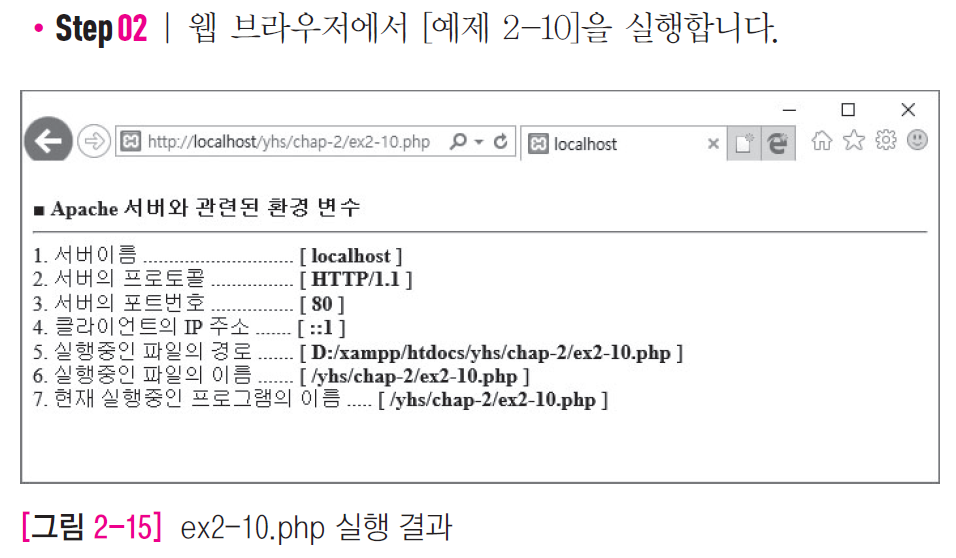 • Step 02 | 웹 브라우저에서 [예제 2-10]을 실행합니다.
http://localhost/yhs/chap-2/ex2-10.php
localhost
■ Apache 서버와 관련된 환경 변수
1. 서버이름 ............................ [ localhost ]
2. 서버의 프로토콜 ................ [ HTTP/1.1 ]
3. 서버의 포트번호 ................ [ 80 ]
4. 클라이언트의 IP 주소 ....... [ ::1 ]
5. 실행중인 파일의 경로 ....... [ D:/xampp/htdocs/yhs/chap-2/ex2-10.php ]
6. 실행중인 파일의 이름 ....... [ /yhs/chap-2/ex2-10.php ]
7. 현재 실행중인 프로그램의 이름 ..... [ /yhs/chap-2/ex2-10.php ]
[그림 2-15] ex2-10.php 실행 결과